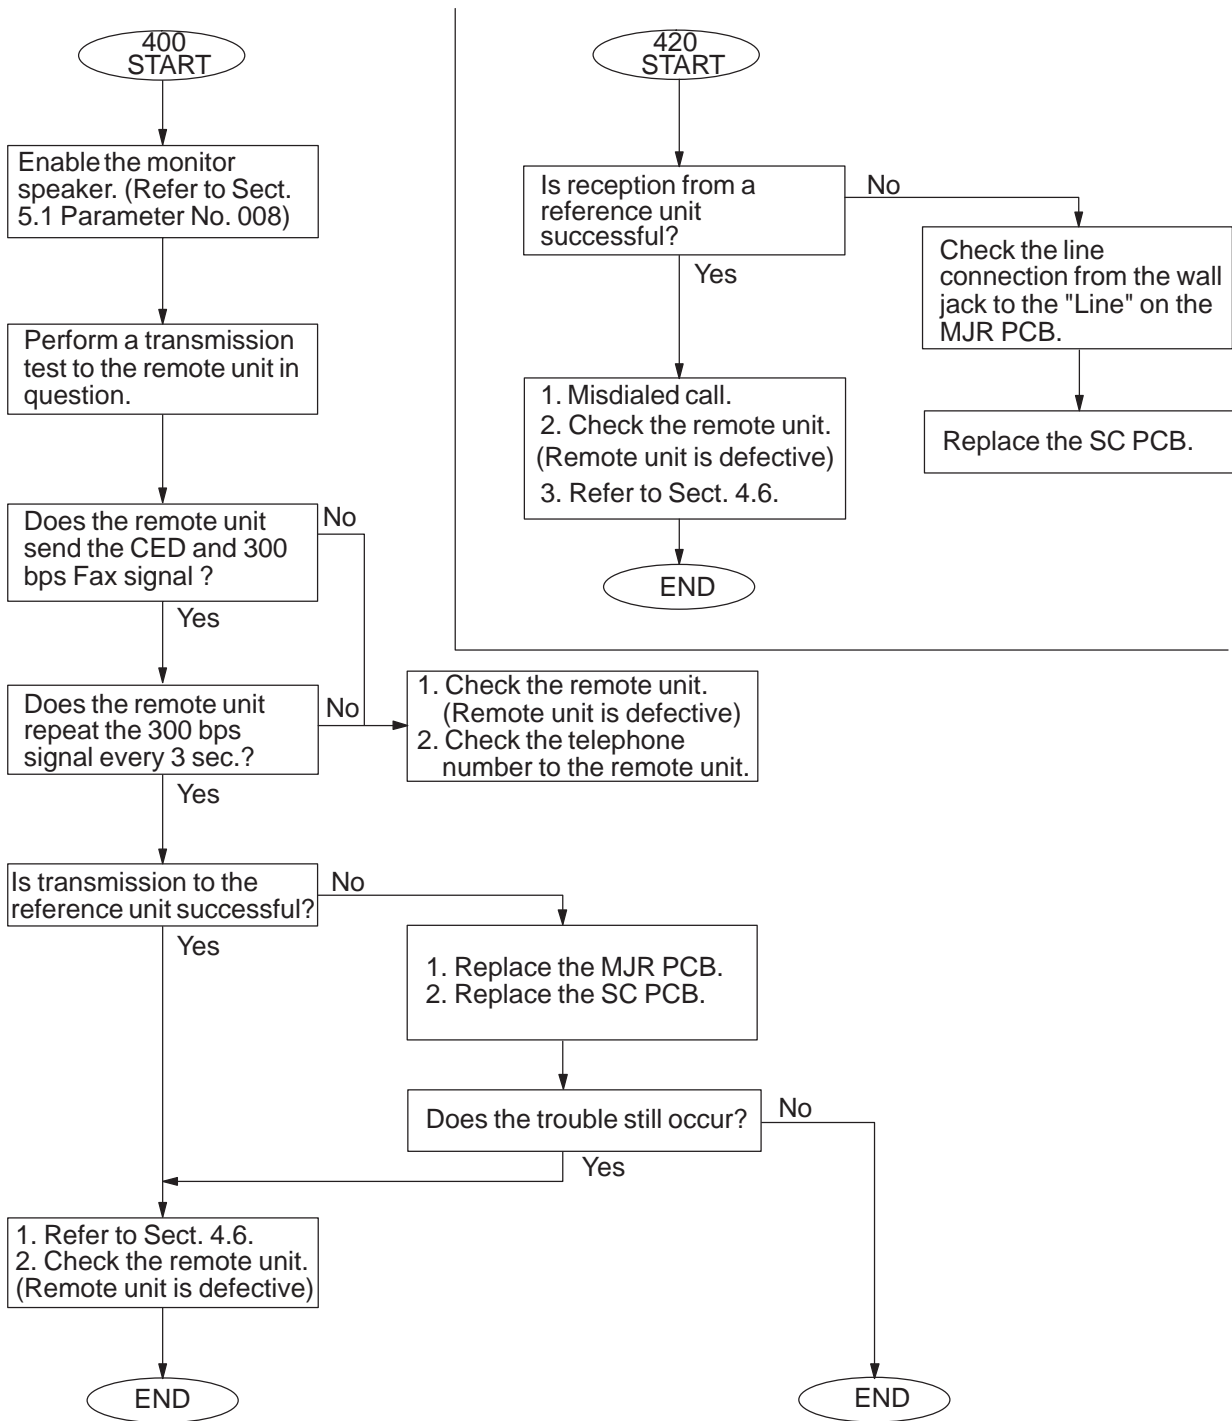 400
START
Enable the monitor
speaker. (Refer to Sect.
5.1 Parameter No. 008)
Perform a transmission
test to the remote unit in
question.
Does the remote unit
send the CED and 300
bps Fax signal ?
No
Yes
Does the remote unit
repeat the 300 bps
signal every 3 sec.?
No
Yes
1. Check the remote unit.
(Remote unit is defective)
2. Check the telephone
number to the remote unit.
Is transmission to the
reference unit successful?
No
Yes
1. Replace the MJR PCB.
2. Replace the SC PCB.
Does the trouble still occur?
No
Yes
1. Refer to Sect. 4.6.
2. Check the remote unit.
(Remote unit is defective)
END
END
420
START
Is reception from a
reference unit
successful?
No
Yes
Check the line
connection from the wall
jack to the "Line" on the
MJR PCB.
Replace the SC PCB.
1. Misdialed call.
2. Check the remote unit.
(Remote unit is defective)
3. Refer to Sect. 4.6.
END